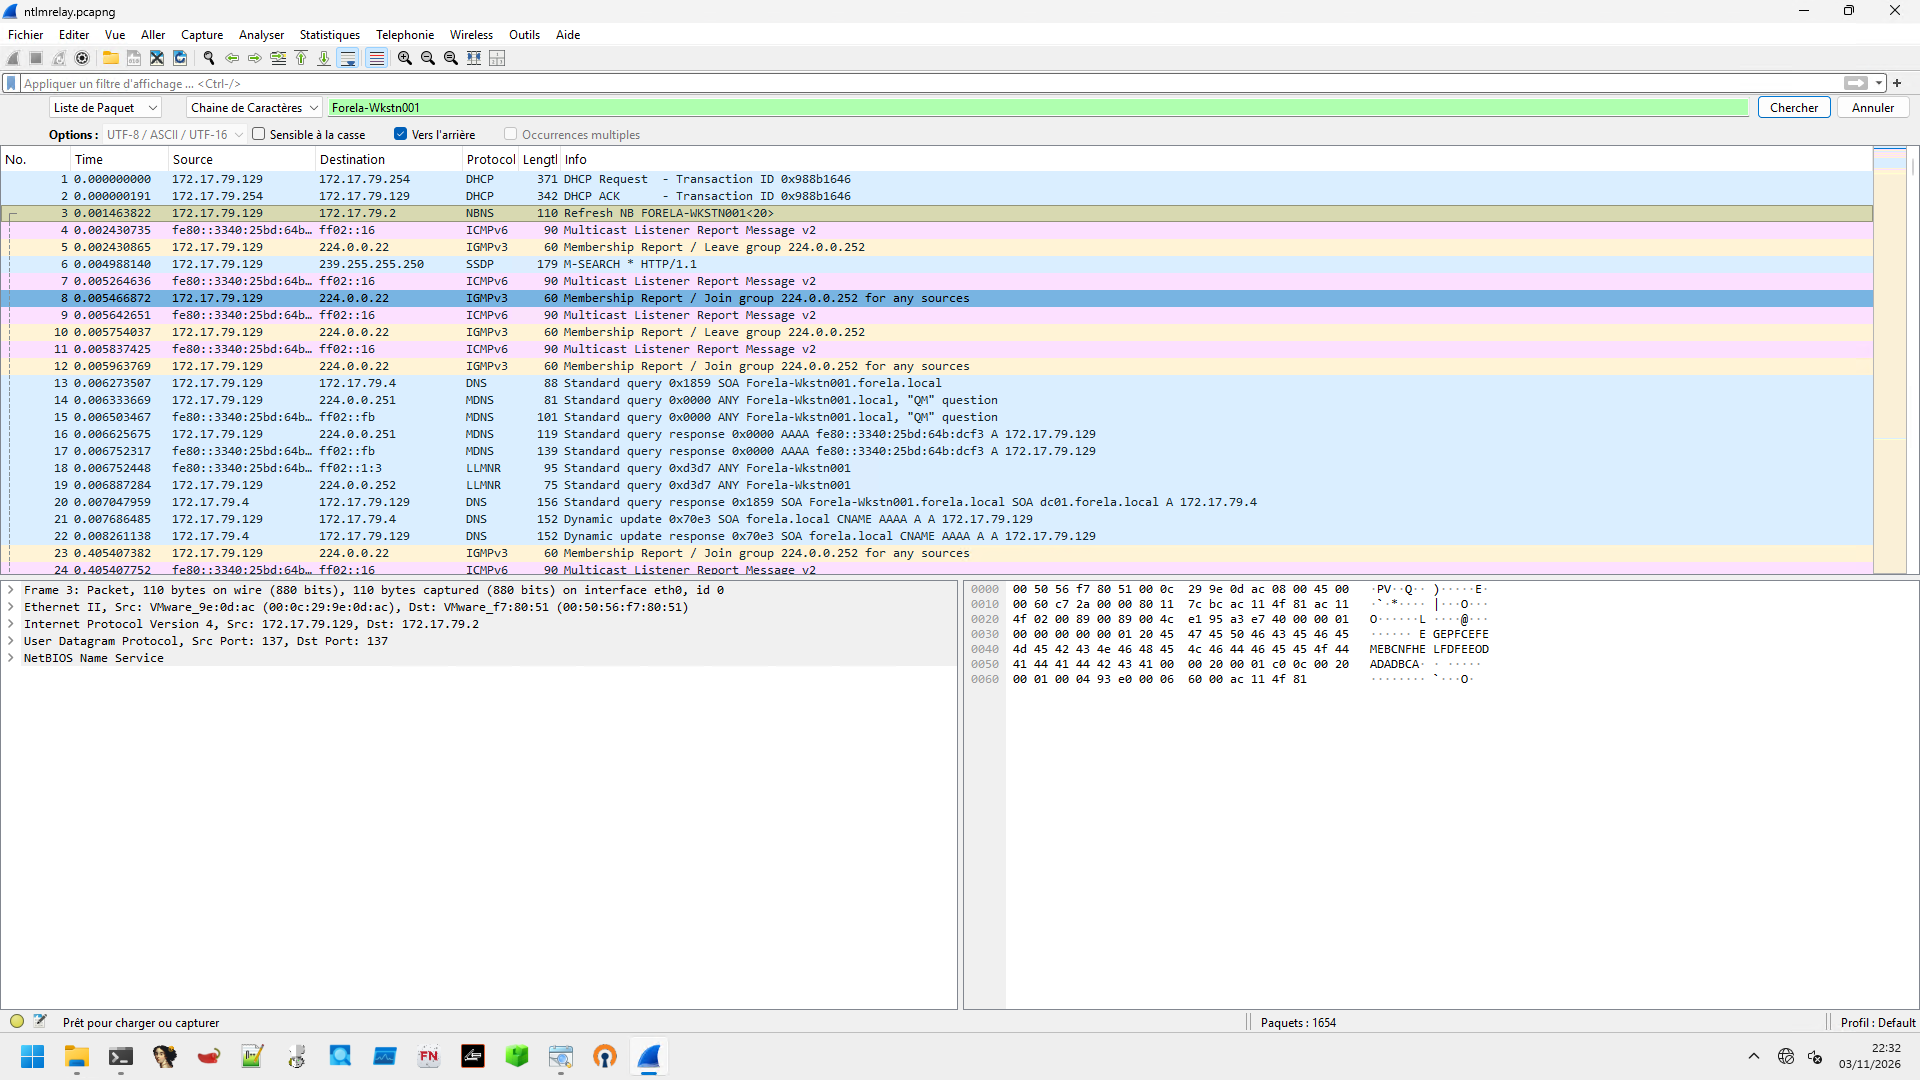 ntlmrelay.pcapng
Fichier Editer Vue Aller Capture Analyser Statistiques Telephonie Wireless Outils Aide
Appliquer un filtre d'affichage … <Ctrl-/>
Liste de Paquet Chaine de Caractères Forela-Wkstn001 Chercher Annuler
Options : UTF-8 / ASCII / UTF-16 Sensible à la casse Vers l'arrière Occurrences multiples
No. Time Source Destination Protocol Lengtl Info
1 0.000000000 172.17.79.129 172.17.79.254 DHCP 371 DHCP Request - Transaction ID 0x988b1646
2 0.000000191 172.17.79.254 172.17.79.129 DHCP 342 DHCP ACK - Transaction ID 0x988b1646
3 0.001463822 172.17.79.129 172.17.79.2 NBNS 110 Refresh NB FORELA-WKSTN001<20>
4 0.002430735 fe80::3340:25bd:64b… ff02::16 ICMPv6 90 Multicast Listener Report Message v2
5 0.002430865 172.17.79.129 224.0.0.22 IGMPv3 60 Membership Report / Leave group 224.0.0.252
6 0.004988140 172.17.79.129 239.255.255.250 SSDP 179 M-SEARCH * HTTP/1.1
7 0.005264636 fe80::3340:25bd:64b… ff02::16 ICMPv6 90 Multicast Listener Report Message v2
8 0.005466872 172.17.79.129 224.0.0.22 IGMPv3 60 Membership Report / Join group 224.0.0.252 for any sources
9 0.005642651 fe80::3340:25bd:64b… ff02::16 ICMPv6 90 Multicast Listener Report Message v2
10 0.005754037 172.17.79.129 224.0.0.22 IGMPv3 60 Membership Report / Leave group 224.0.0.252
11 0.005837425 fe80::3340:25bd:64b… ff02::16 ICMPv6 90 Multicast Listener Report Message v2
12 0.005963769 172.17.79.129 224.0.0.22 IGMPv3 60 Membership Report / Join group 224.0.0.252 for any sources
13 0.006273507 172.17.79.129 172.17.79.4 DNS 88 Standard query 0x1859 SOA Forela-Wkstn001.forela.local
14 0.006333669 172.17.79.129 224.0.0.251 MDNS 81 Standard query 0x0000 ANY Forela-Wkstn001.local, "QM" question
15 0.006503467 fe80::3340:25bd:64b… ff02::fb MDNS 101 Standard query 0x0000 ANY Forela-Wkstn001.local, "QM" question
16 0.006625675 172.17.79.129 224.0.0.251 MDNS 119 Standard query response 0x0000 AAAA fe80::3340:25bd:64b:dcf3 A 172.17.79.129
17 0.006752317 fe80::3340:25bd:64b… ff02::fb MDNS 139 Standard query response 0x0000 AAAA fe80::3340:25bd:64b:dcf3 A 172.17.79.129
18 0.006752448 fe80::3340:25bd:64b… ff02::1:3 LLMNR 95 Standard query 0xd3d7 ANY Forela-Wkstn001
19 0.006887284 172.17.79.129 224.0.0.252 LLMNR 75 Standard query 0xd3d7 ANY Forela-Wkstn001
20 0.007047959 172.17.79.4 172.17.79.129 DNS 156 Standard query response 0x1859 SOA Forela-Wkstn001.forela.local SOA dc01.forela.local A 172.17.79.4
21 0.007686485 172.17.79.129 172.17.79.4 DNS 152 Dynamic update 0x70e3 SOA forela.local CNAME AAAA A A 172.17.79.129
22 0.008261138 172.17.79.4 172.17.79.129 DNS 152 Dynamic update response 0x70e3 SOA forela.local CNAME AAAA A A 172.17.79.129
23 0.405407382 172.17.79.129 224.0.0.22 IGMPv3 60 Membership Report / Join group 224.0.0.252 for any sources
24 0.405407752 fe80::3340:25bd:64b… ff02::16 ICMPv6 90 Multicast Listener Report Message v2
Frame 3: Packet, 110 bytes on wire (880 bits), 110 bytes captured (880 bits) on interface eth0, id 0
Ethernet II, Src: VMware_9e:0d:ac (00:0c:29:9e:0d:ac), Dst: VMware_f7:80:51 (00:50:56:f7:80:51)
Internet Protocol Version 4, Src: 172.17.79.129, Dst: 172.17.79.2
User Datagram Protocol, Src Port: 137, Dst Port: 137
NetBIOS Name Service
0000 00 50 56 f7 80 51 00 0c 29 9e 0d ac 08 00 45 00 ·PV··Q·· )·····E·
0010 00 60 c7 2a 00 00 80 11 7c bc ac 11 4f 81 ac 11 ·`·*···· |···O···
0020 4f 02 00 89 00 89 00 4c e1 95 a3 e7 40 00 00 01 O······L ····@···
0030 00 00 00 00 00 01 20 45 47 45 50 46 43 45 46 45 ······ E GEPFCEFE
0040 4d 45 42 43 4e 46 48 45 4c 46 44 46 45 45 4f 44 MEBCNFHE LFDFEEOD
0050 41 44 41 44 42 43 41 00 00 20 00 01 c0 0c 00 20 ADADBCA· · ·····
0060 00 01 00 04 93 e0 00 06 60 00 ac 11 4f 81 ········ `···O·
Prêt pour charger ou capturer
Paquets : 1654
Profil : Default
FN
22:32
03/11/2026